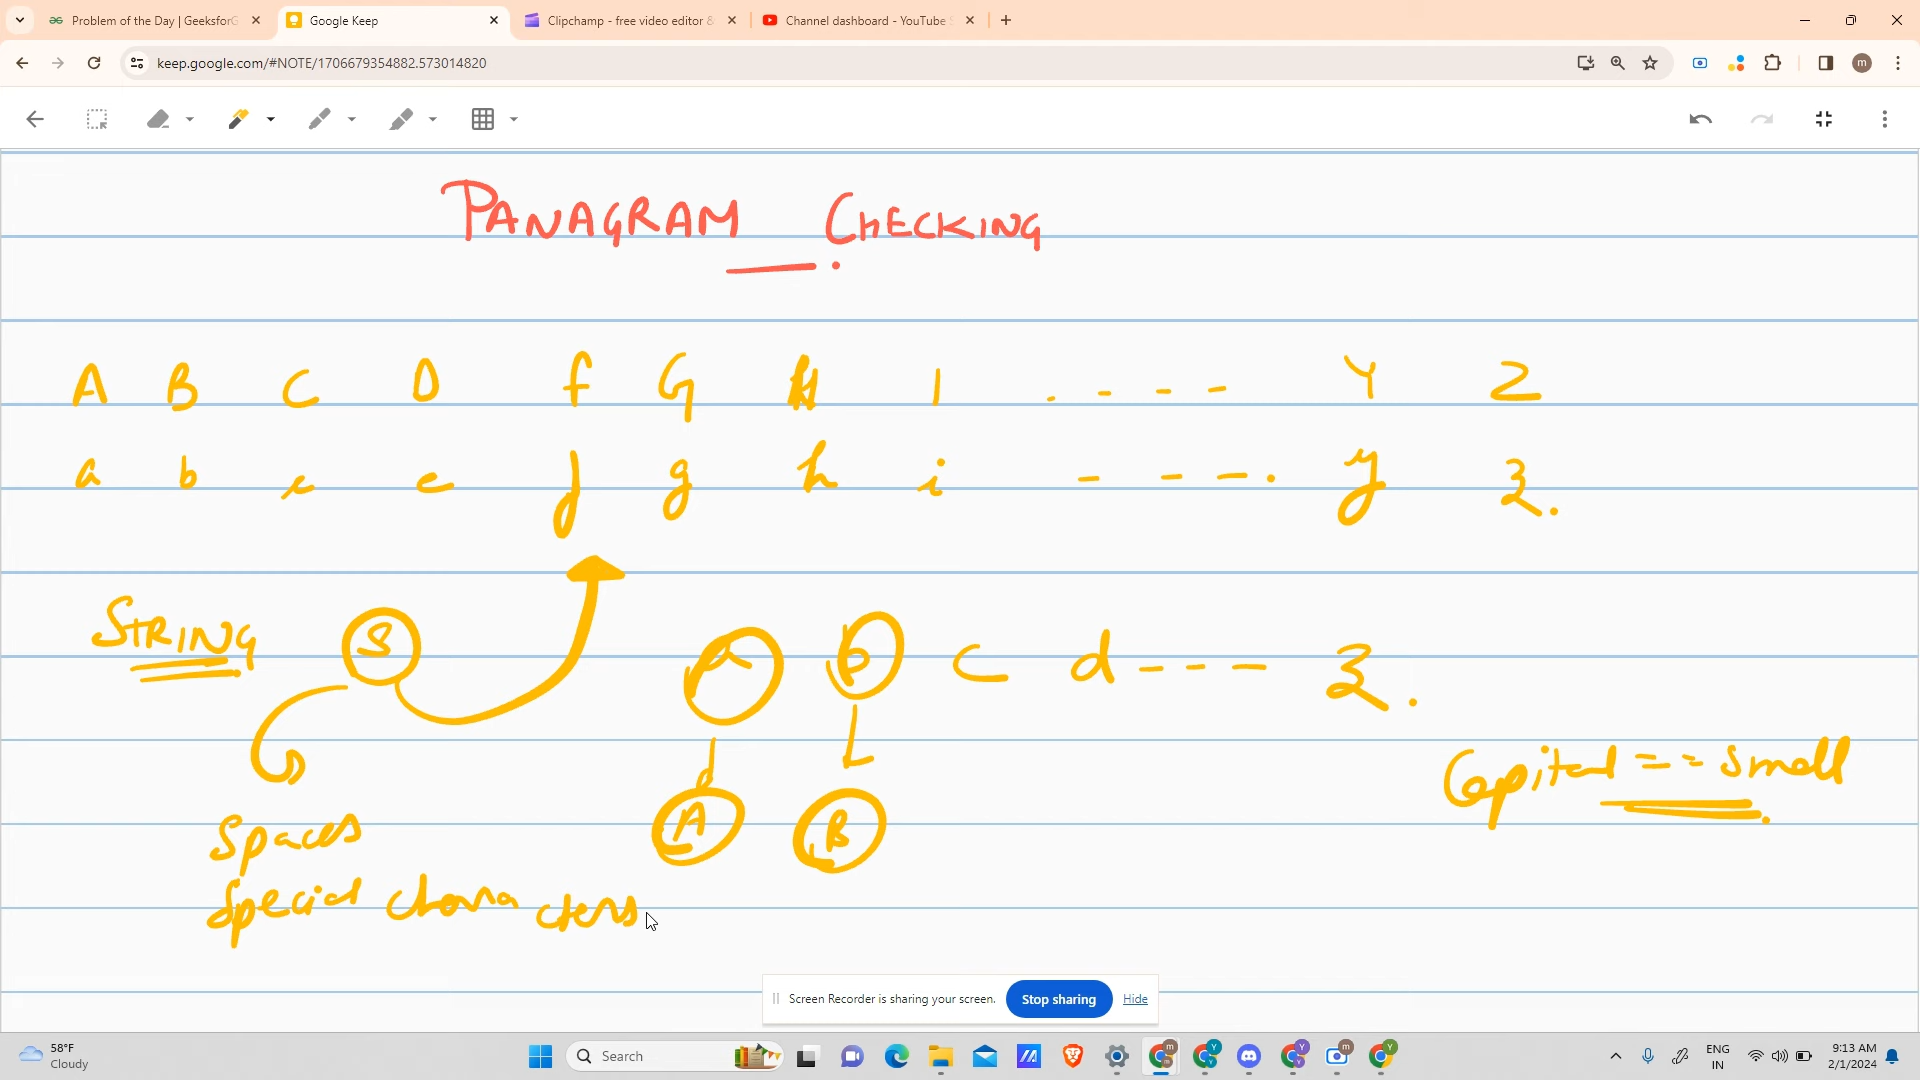 Problem of the Day | GeeksforG
Google Keep
Clipchamp - free video editor &
Channel dashboard - YouTube S
keep.google.com/#NOTE/1706679354882.573014820
m
PANAGRAM CHECKING
A B C D f G H I . - - - Y Z
a b c e f g h i - - - . y z.
STRING S a b c d - - - z.
Capital == small
A B
Spaces
Special characters
Screen Recorder is sharing your screen. Stop sharing Hide
58°F
Cloudy
Search
ENG
IN
9:13 AM
2/1/2024